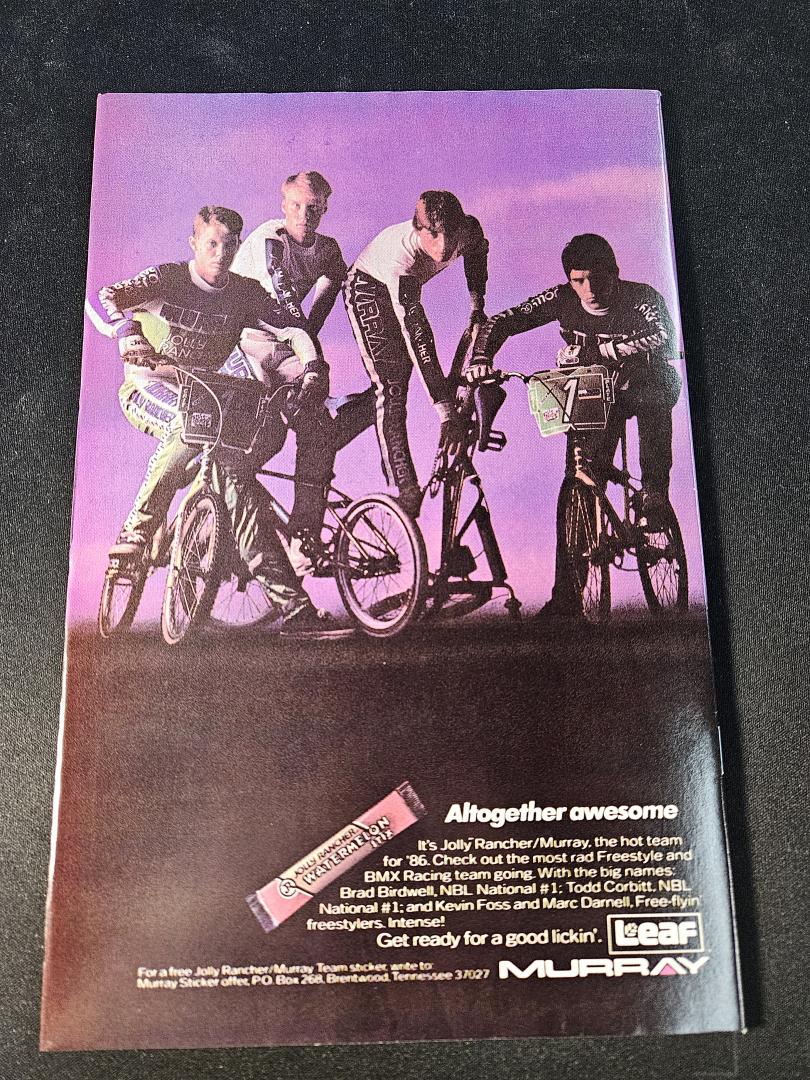 JOLLY
RANCHER
MURRAY
JOLLY RANCHER
1
JOLLY RANCHER
WATERMELON
STIX
Altogether awesome
It's Jolly Rancher/Murray, the hot team
for '86. Check out the most rad Freestyle and
BMX Racing team going. With the big names:
Brad Birdwell, NBL National #1; Todd Corbitt, NBL
National #1; and Kevin Foss and Marc Darnell, Free-flyin'
freestylers. Intense!
Get ready for a good lickin'.
Leaf
For a free Jolly Rancher/Murray Team sticker, write to:
Murray Sticker offer, P.O. Box 268, Brentwood, Tennessee 37027
MURRAY